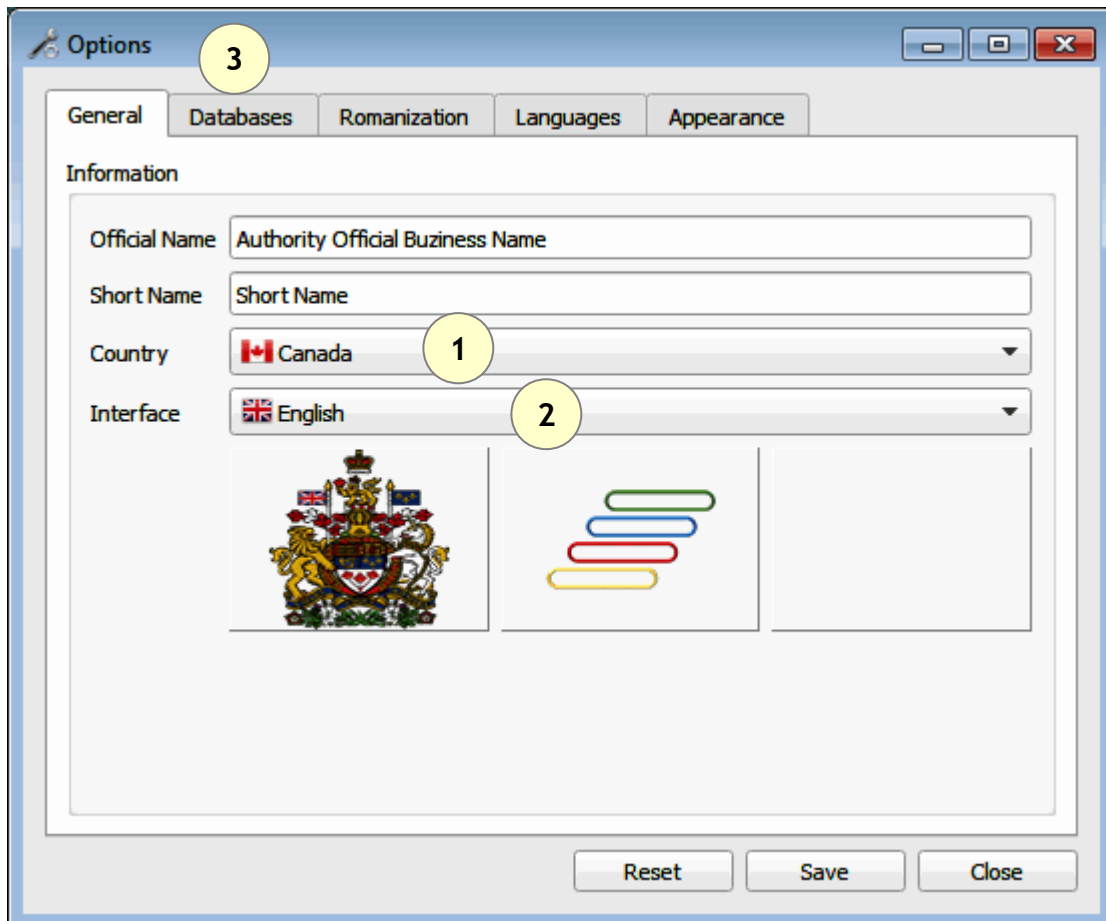 Options
3
General Databases Romanization Languages Appearance
Information
Official Name Authority Official Buziness Name
Short Name Short Name
Country Canada 1
Interface English 2
Reset Save Close